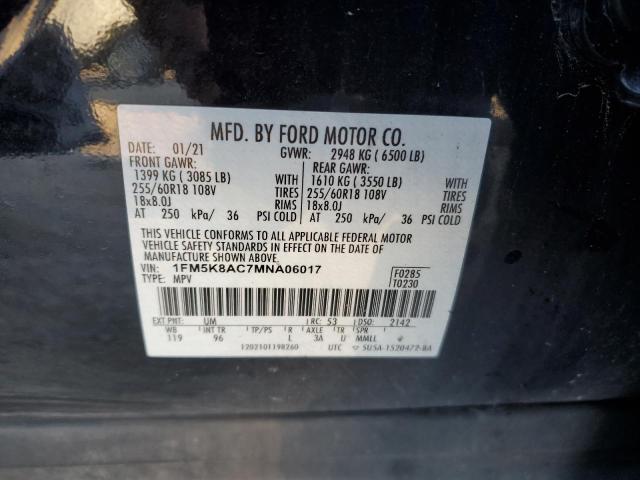 MFD. BY FORD MOTOR CO.
DATE: 01/21 GVWR: 2948 KG ( 6500 LB)
FRONT GAWR: REAR GAWR:
1399 KG ( 3085 LB) WITH 1610 KG ( 3550 LB) WITH
255/60R18 108V TIRES 255/60R18 108V TIRES
18x8.0J RIMS 18x8.0J RIMS
AT 250 kPa/ 36 PSI COLD AT 250 kPa/ 36 PSI COLD
THIS VEHICLE CONFORMS TO ALL APPLICABLE FEDERAL MOTOR
VEHICLE SAFETY STANDARDS IN EFFECT ON THE DATE OF
MANUFACTURE SHOWN ABOVE.
VIN: 1FM5K8AC7MNA06017 F0285
TYPE: MPV T0230
EXT PNT: UM RC: 53 DSO: 2142
WB INT TR TP/PS R AXLE TR SPR
119 96 L 3A U MMLL
1202101198260 UTC SU5A-1520472-BA